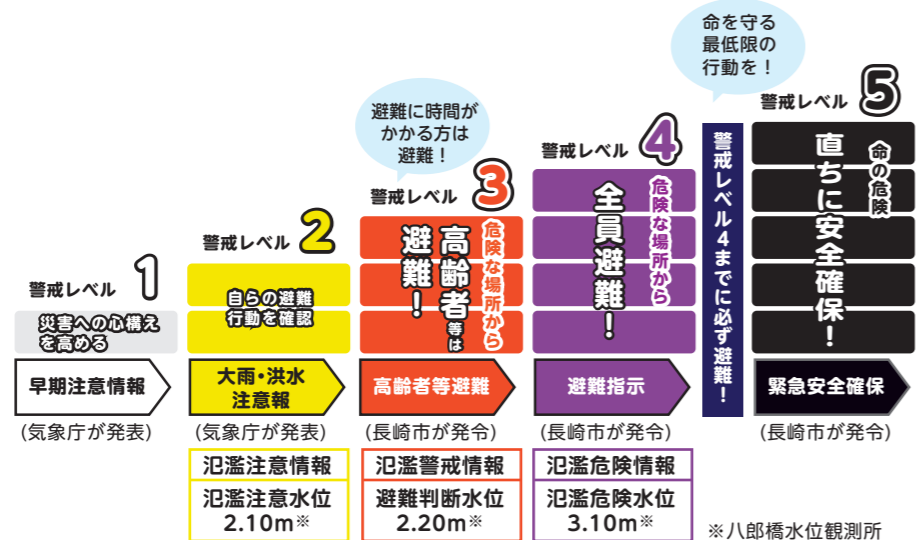 警戒レベル 1
災害への心構え
を高める
早期注意情報
(気象庁が発表)
警戒レベル 2
自らの避難
行動を確認
大雨・洪水
注意報
(気象庁が発表)
氾濫注意情報
氾濫注意水位
2.10m※
避難に時間が
かかる方は
避難！
警戒レベル 3
危険な場所から
高齢者等は
避難！
高齢者等避難
(長崎市が発令)
氾濫警戒情報
避難判断水位
2.20m※
警戒レベル 4
危険な場所から
全員避難！
避難指示
(長崎市が発令)
氾濫危険情報
氾濫危険水位
3.10m※
命を守る
最低限の
行動を！
警戒レベル4までに必ず避難！
警戒レベル 5
命の危険
直ちに安全確保！
緊急安全確保
(長崎市が発令)
※八郎橋水位観測所